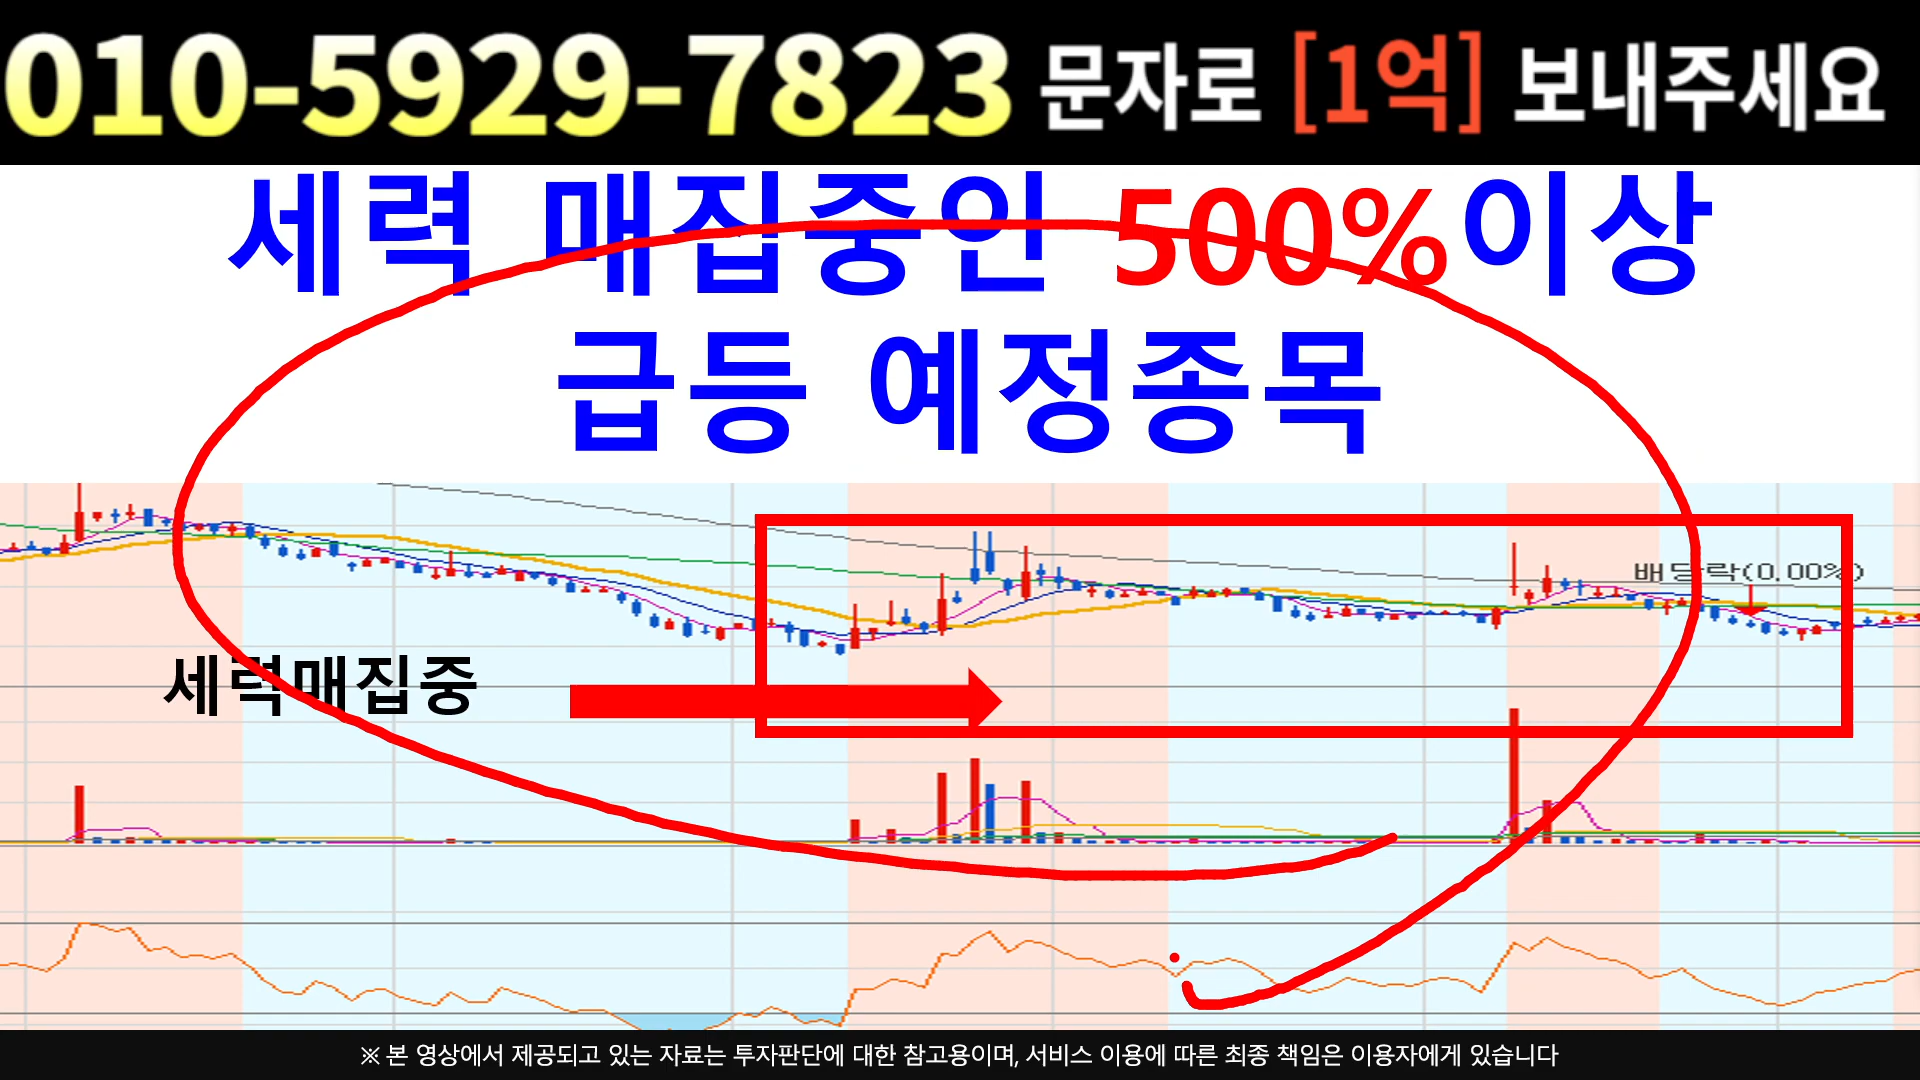 010-5929-7823 문자로 [1억] 보내주세요
세력 매집중인 500%이상
급등 예정종목
배당락(0.00%)
세력매집중
※ 본 영상에서 제공되고 있는 자료는 투자판단에 대한 참고용이며, 서비스 이용에 따른 최종 책임은 이용자에게 있습니다